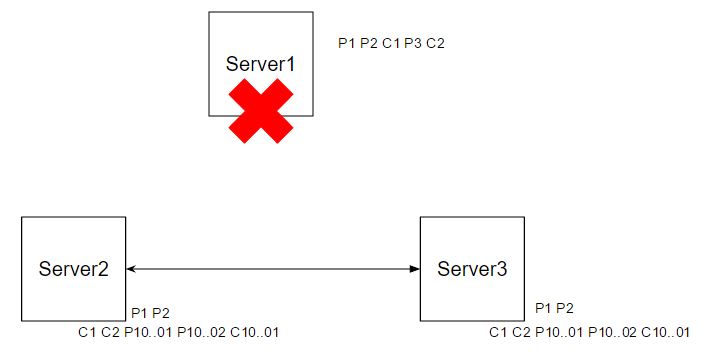 Server1
P1 P2 C1 P3 C2
Server2
Server3
P1 P2
C1 C2 P10..01 P10..02 C10..01
P1 P2
C1 C2 P10..01 P10..02 C10..01